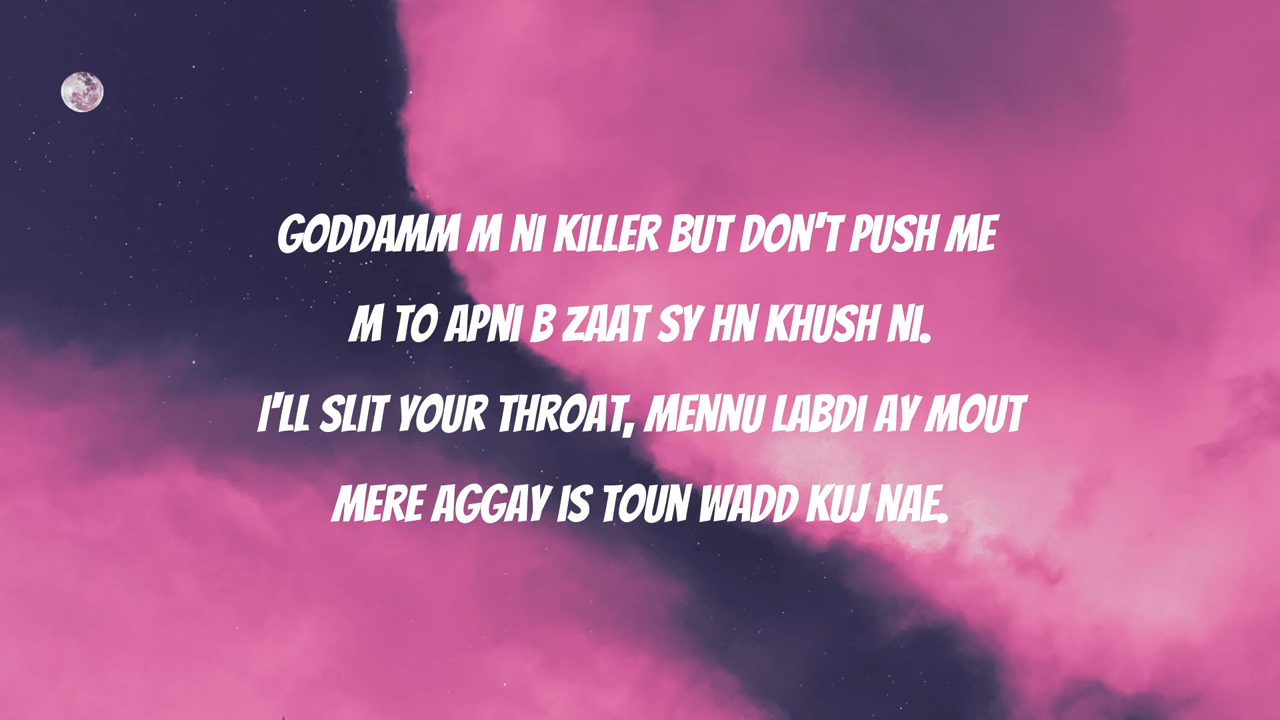 GODDAMM M NI KILLER BUT DON'T PUSH ME
M TO APNI B ZAAT SY HN KHUSH NI.
I'LL SLIT YOUR THROAT, MENNU LABDI AY MOUT
MERE AGGAY IS TOUN WADD KUJ NAE.